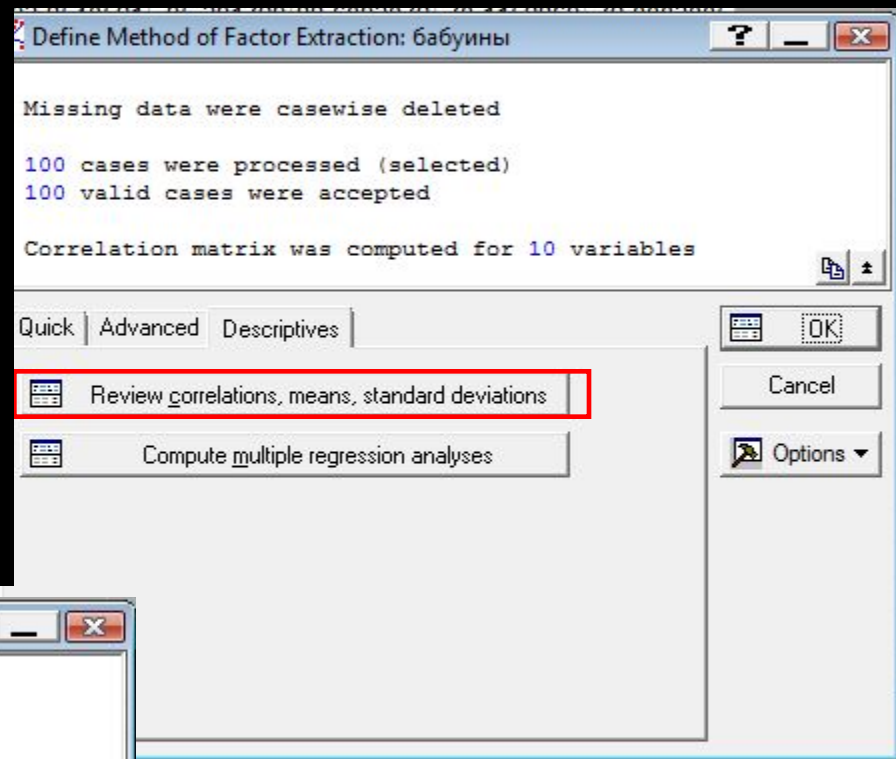 Define Method of Factor Extraction: бабуины
Missing data were casewise deleted
100 cases were processed (selected)
100 valid cases were accepted
Correlation matrix was computed for 10 variables
Quick Advanced Descriptives
OK
Review correlations, means, standard deviations
Cancel
Compute multiple regression analyses
Options